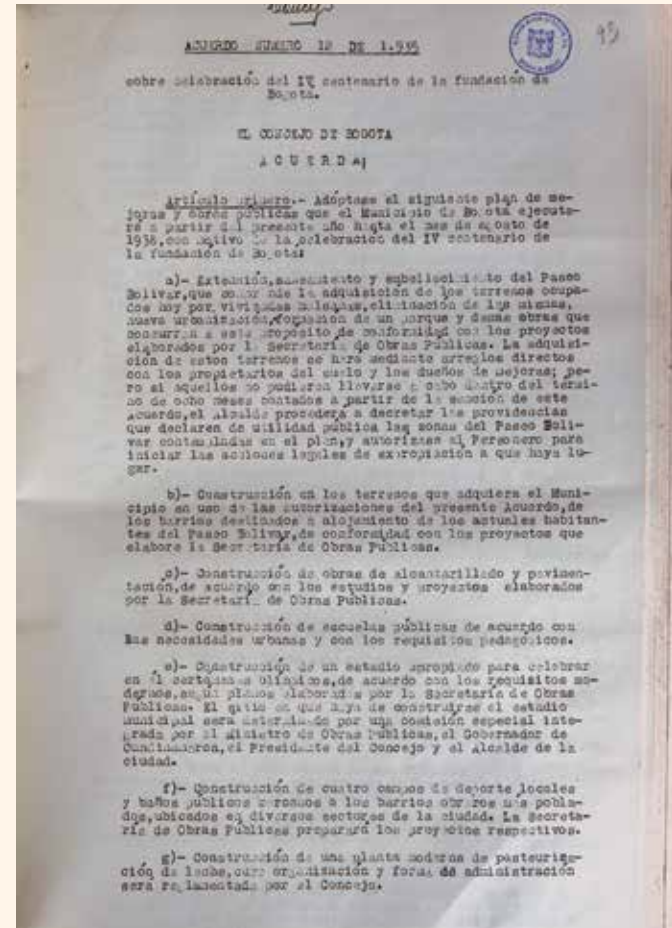 95
ACUERDO NUMERO 12 DE 1.935
sobre celebración del IV centenario de la fundación de
Bogotá.
EL CONCEJO DE BOGOTA
A C U E R D A;
Artículo primero.- Adóptase el siguiente plan de me-
joras y obras públicas que el Municipio de Bogotá ejecuta-
rá a partir del presente año hasta el mes de agosto de
1938, con motivo de la celebración del IV centenario de
la fundación de Bogotá:
a)- Extensión, saneamiento y embellecimiento del Paseo
Bolívar, que comprende la adquisición de los terrenos ocupa-
dos hoy por viviendas malsanas, eliminación de las mismas,
nueva urbanización, formación de un parque y demás obras que
concurran a este propósito, de conformidad con los proyectos
elaborados por la Secretaría de Obras Públicas. La adquisi-
ción de estos terrenos se hará mediante arreglos directos
con los propietarios del suelo y los dueños de mejoras; pe-
ro si aquellos no pudieren llevarse a cabo dentro del térmi-
no de ocho meses contados a partir de la sanción de este
Acuerdo, el Alcalde procederá a decretar las providencias
que declaren de utilidad pública las zonas del Paseo Bolí-
var contempladas en el plan, y autorízase al Personero para
iniciar las acciones legales de expropiación a que haya lu-
gar.
b)- Construcción en los terrenos que adquiera el Muni-
cipio en uso de las autorizaciones del presente Acuerdo, de
los barrios destinados a alojamiento de los actuales habitan-
tes del Paseo Bolívar, de conformidad con los proyectos que
elabore la Secretaría de Obras Públicas.
c)- Construcción de obras de alcantarillado y pavimen-
tación, de acuerdo con los estudios y proyectos elaborados
por la Secretaría de Obras Públicas.
d)- Construcción de escuelas públicas de acuerdo con
las necesidades urbanas y con los requisitos pedagógicos.
e)- Construcción de un estadio apropiado para celebrar
en él certámenes olímpicos, de acuerdo con los requisitos mo-
dernos, según planos elaborados por la Secretaría de Obras
Públicas. El sitio en que haya de construirse el estadio
municipal será determinado por una comisión especial inte-
grada por el Ministro de Obras Públicas, el Gobernador de
Cundinamarca, el Presidente del Concejo y el Alcalde de la
ciudad.
f)- Construcción de cuatro campos de deporte locales
y baños públicos cercanos a los barrios obreros más pobla-
dos, ubicados en diversos sectores de la ciudad. La Secreta-
ría de Obras Públicas preparará los proyectos respectivos.
g)- Construcción de una planta moderna de pasteuriza-
ción de leche, cuya organización y forma de administración
será reglamentada por el Concejo.